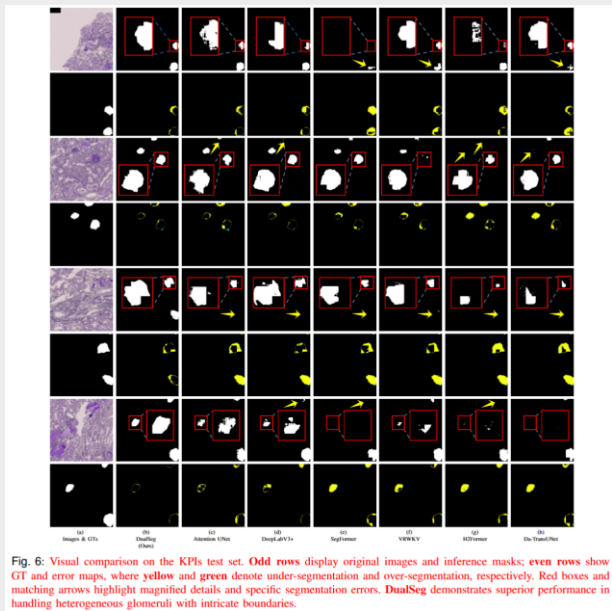 (a) (b) (c) (d) (e) (f) (g) (h)
Images & GTs DualSeg Attention UNet DeepLabV3+ SegFormer VRWKV H2Former Da-TransUNet
(Ours)
Fig. 6: Visual comparison on the KPIs test set. Odd rows display original images and inference masks; even rows show
GT and error maps, where yellow and green denote under-segmentation and over-segmentation, respectively. Red boxes and
matching arrows highlight magnified details and specific segmentation errors. DualSeg demonstrates superior performance in
handling heterogeneous glomeruli with intricate boundaries.